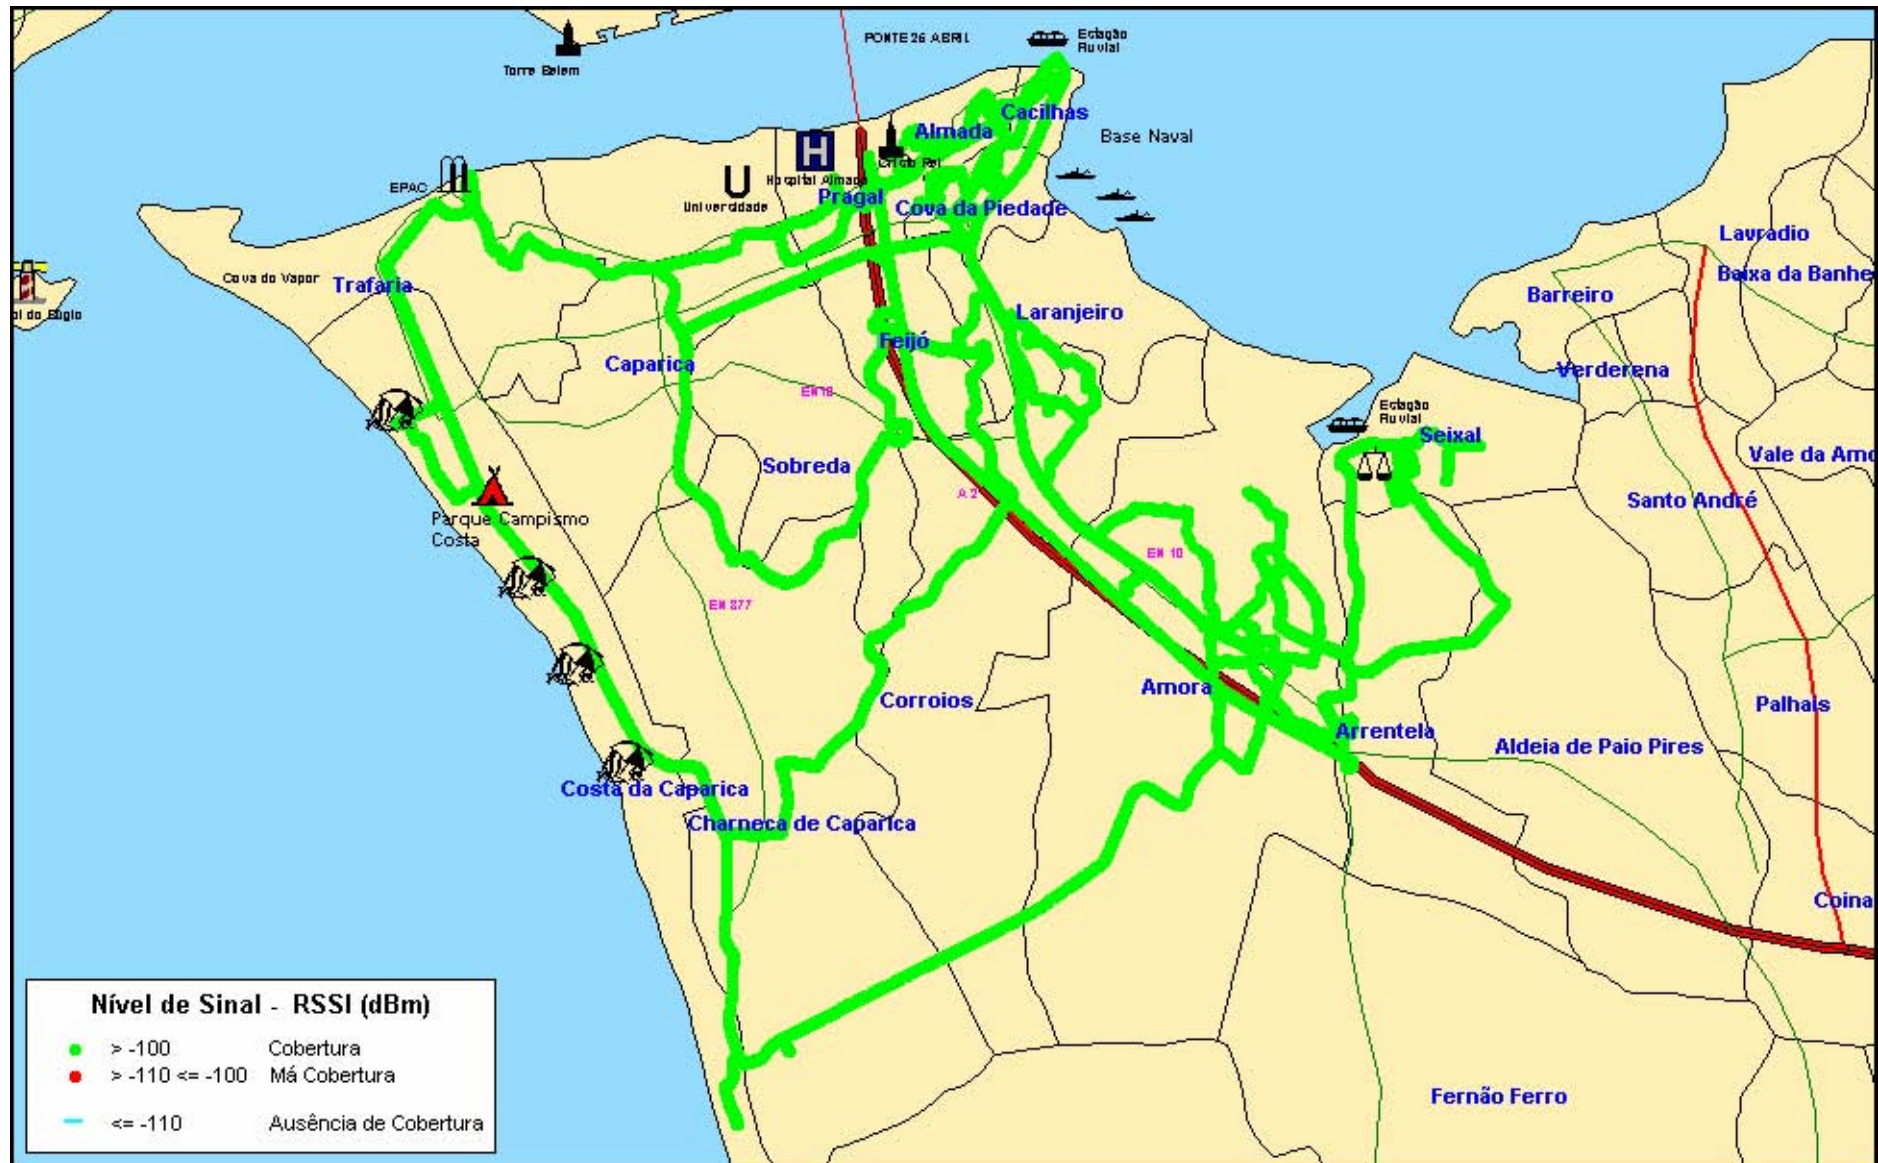 PONTE 25 ABRIL
Estação
Fluvial
Torre Belem
Cacilhas
Almada
Base Naval
Cristo Rei
EPAC
Hospital Almada
Pragal
Universidade
Cova da Piedade
Lavradio
Cova do Vapor
Trafaria
Baixa da Banhe
Barreiro
ol do Bugio
Laranjeiro
Feijó
Caparica
Verderena
EN 10
Estação
Fluvial
Seixal
Sobreda
Vale da Amo
A 2
Santo André
Parque Campismo
Costa
EN 10
EN 377
Amora
Corroios
Palhais
Arrentela
Aldeia de Paio Pires
Costa da Caparica
Charneca de Caparica
Coina
Fernão Ferro
Nível de Sinal - RSSI (dBm)
> -100 Cobertura
> -110 <= -100 Má Cobertura
<= -110 Ausência de Cobertura